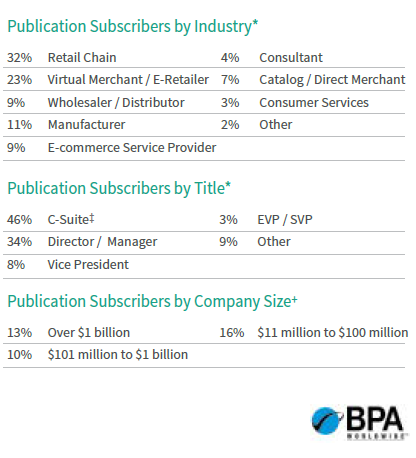 Publication Subscribers by Industry*
32% Retail Chain 4% Consultant
23% Virtual Merchant / E-Retailer 7% Catalog / Direct Merchant
9% Wholesaler / Distributor 3% Consumer Services
11% Manufacturer 2% Other
9% E-commerce Service Provider
Publication Subscribers by Title*
46% C-Suite‡ 3% EVP / SVP
34% Director / Manager 9% Other
8% Vice President
Publication Subscribers by Company Size+
13% Over $1 billion 16% $11 million to $100 million
10% $101 million to $1 billion
BPA
WORLDWIDE